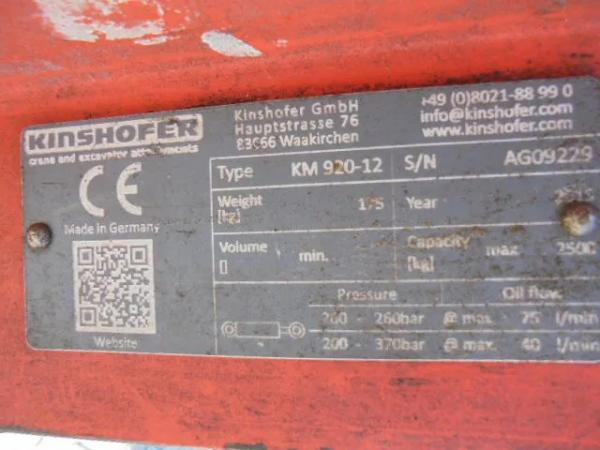 KINSHOFER
crane and excavator attachments
Kinshofer GmbH
Hauptstrasse 76
83666 Waakirchen
+49 (0)8021-88 99 0
info@kinshofer.com
www.kinshofer.com
CE
Made in Germany
Website
Type KM 920-12 S/N AG09229
Weight [kg] 175 Year
Volume [l] min. Capacity [kg] max 2500
Pressure Oil flow
200 - 260bar @ max. 75 l/min
200 - 370bar @ max. 40 l/min